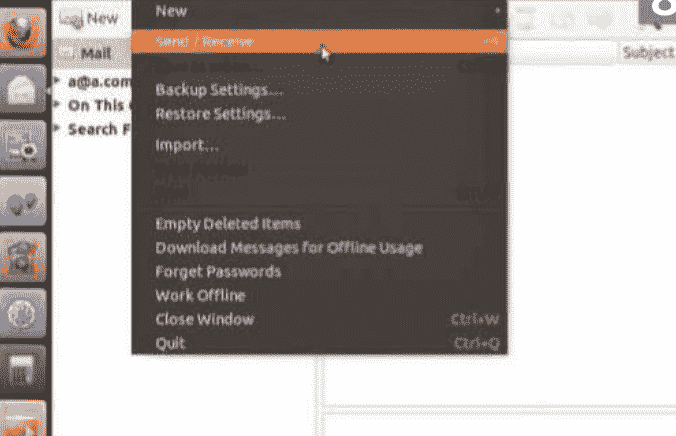 New
New
Send / Receive
Mail
Subject
a@a.com
Backup Settings...
On This
Restore Settings...
Search F
Import...
Empty Deleted Items
Download Messages for Offline Usage
Forget Passwords
Work Offline
Close Window Ctrl+W
Quit Ctrl+Q